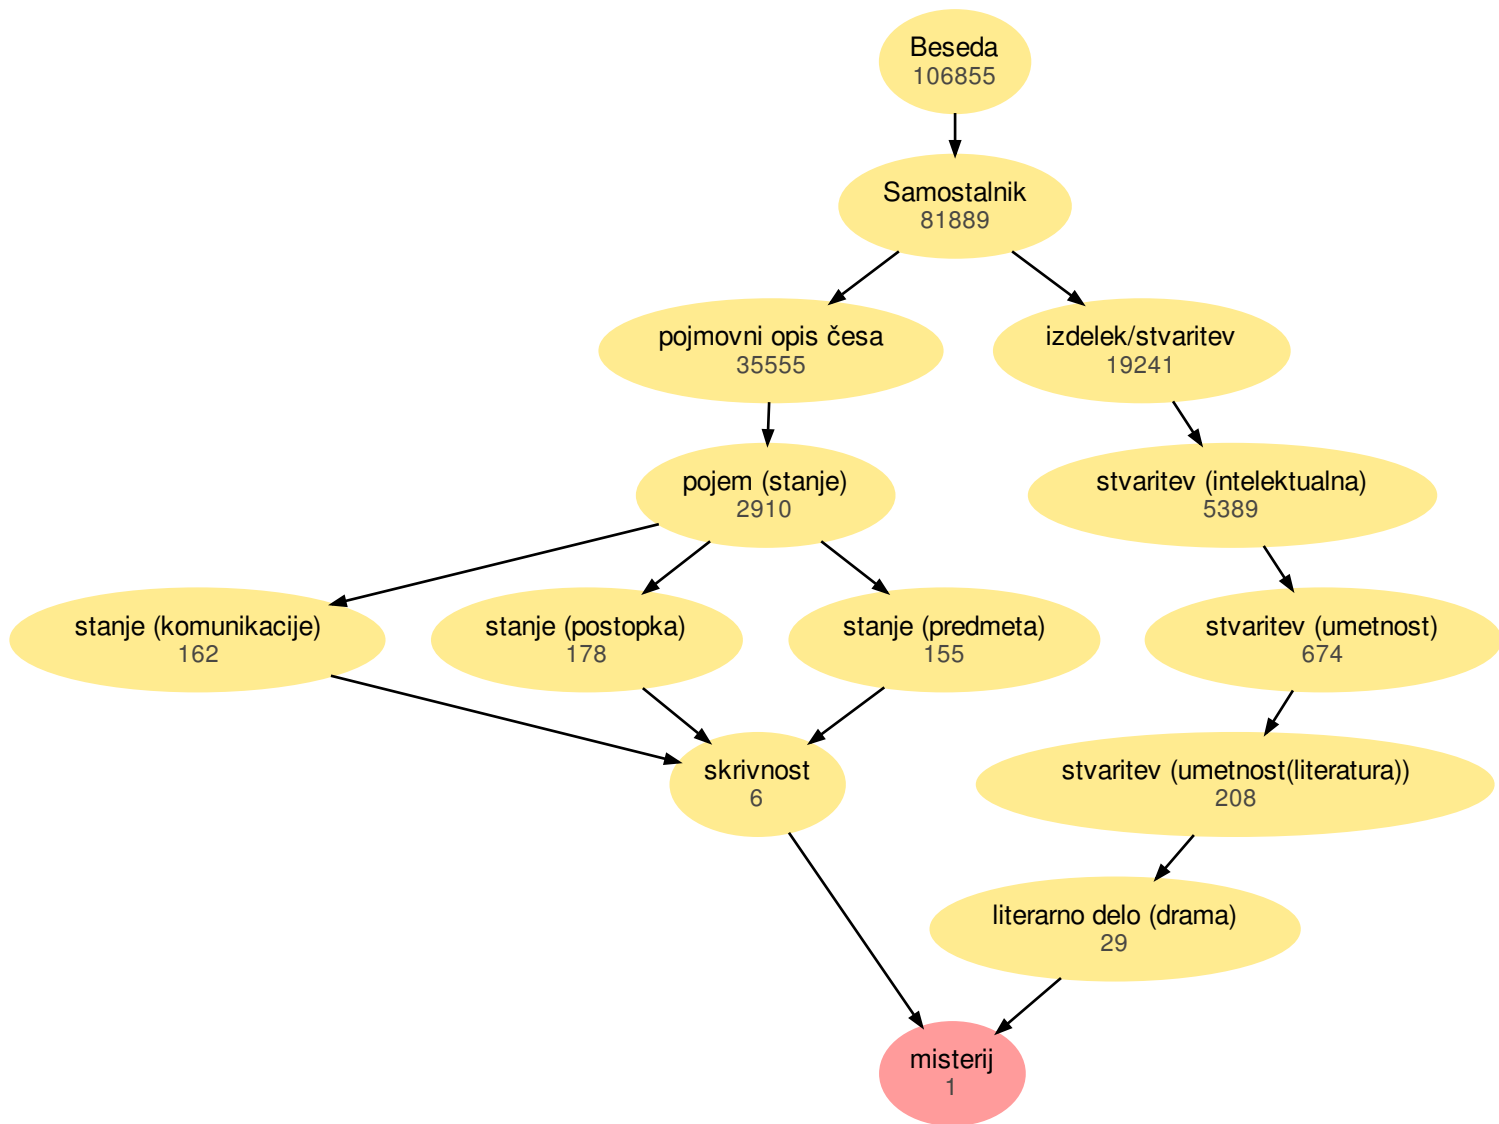 Beseda
106855
Samostalnik
81889
pojmovni opis česa
35555
izdelek/stvaritev
19241
pojem (stanje)
2910
stvaritev (intelektualna)
5389
stanje (komunikacije)
162
stanje (postopka)
178
stanje (predmeta)
155
stvaritev (umetnost)
674
skrivnost
6
stvaritev (umetnost(literatura))
208
literarno delo (drama)
29
misterij
1